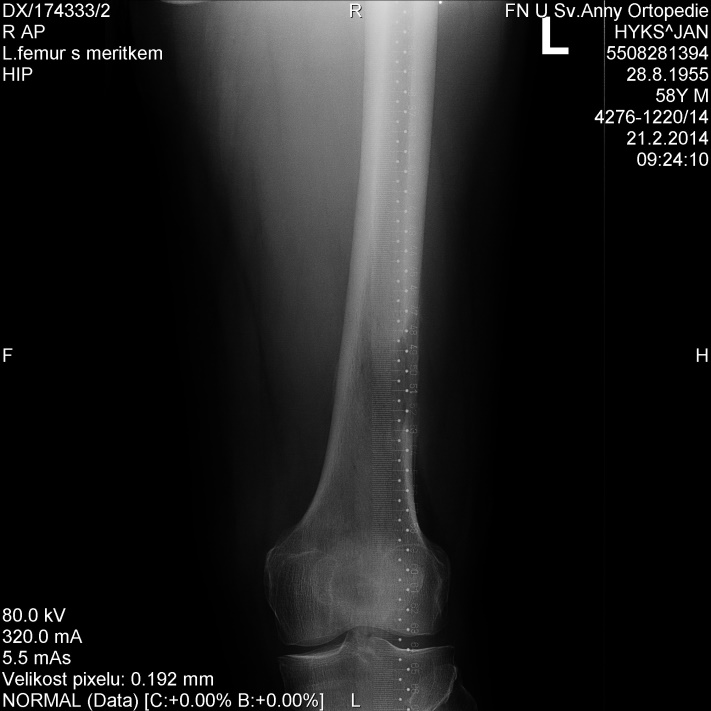 DX/174333/2
R AP
L.femur s meritkem
HIP
R
FN U Sv.Anny Ortopedie
HYKS^JAN
5508281394
28.8.1955
58Y M
4276-1220/14
21.2.2014
09:24:10
L
F
H
80.0 kV
320.0 mA
5.5 mAs
Velikost pixelu: 0.192 mm
NORMAL (Data) [C:+0.00% B:+0.00%]
L